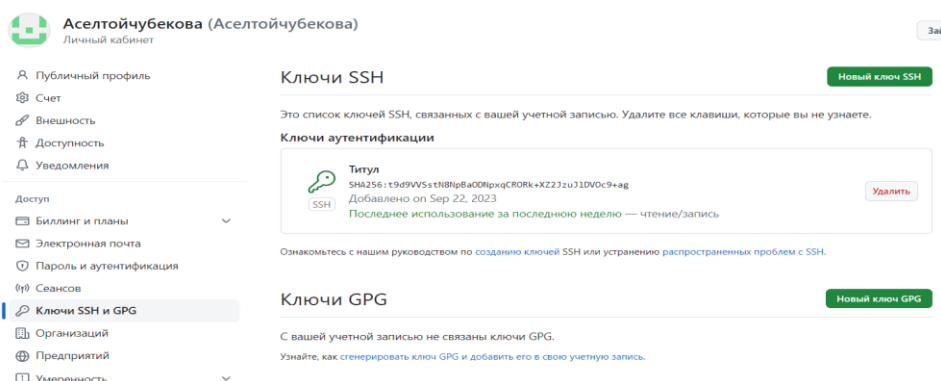 Аселтойчубекова (Аселтойчубекова)
Личный кабинет
Зай
Публичный профиль
Счет
Внешность
Доступность
Уведомления
Доступ
Биллинг и планы
Электронная почта
Пароль и аутентификация
Сеансов
Ключи SSH и GPG
Организаций
Предприятий
Умеренность
Ключи SSH
Новый ключ SSH
Это список ключей SSH, связанных с вашей учетной записью. Удалите все клавиши, которые вы не узнаете.
Ключи аутентификации
Титул
SHA256:t9d9VVSstN8NpBaODNpxqCRORk+XZ2JzuJ1DVOc9+ag
Добавлено on Sep 22, 2023
Последнее использование за последнюю неделю — чтение/запись
SSH
Удалить
Ознакомьтесь с нашим руководством по созданию ключей SSH или устранению распространенных проблем с SSH.
Ключи GPG
Новый ключ GPG
С вашей учетной записью не связаны ключи GPG.
Узнайте, как сгенерировать ключ GPG и добавить его в свою учетную запись.